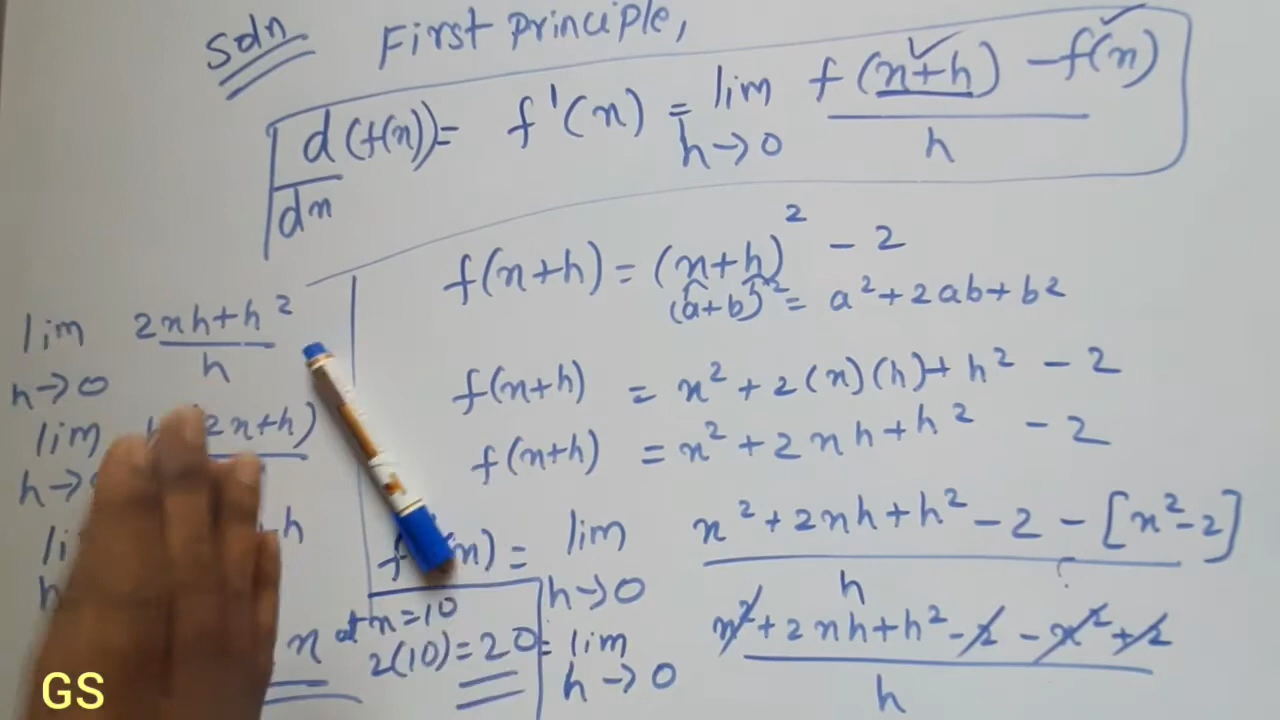 Soln First Principle,
d/dx (f(x)) = f'(x) = lim h→0 f(x+h) - f(x) / h
f(x+h) = (x+h)² - 2
(a+b)² = a² + 2ab + b²
f(x+h) = x² + 2(x)(h) + h² - 2
f(x+h) = x² + 2xh + h² - 2
f'(x) = lim h→0 x² + 2xh + h² - 2 - [x² - 2] / h
= lim h→0 x² + 2xh + h² - 2 - x² + 2 / h
lim h→0 2xh + h² / h
lim (2x+h)
h
x at x=10
2(10) = 20
GS